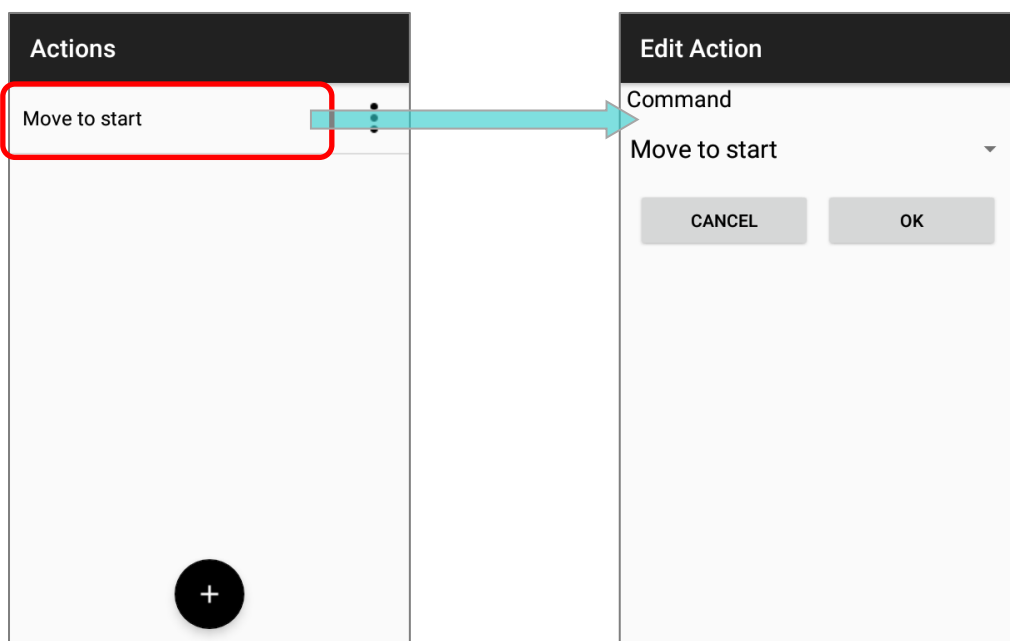 Actions
Move to start
+
Edit Action
Command
Move to start
CANCEL
OK